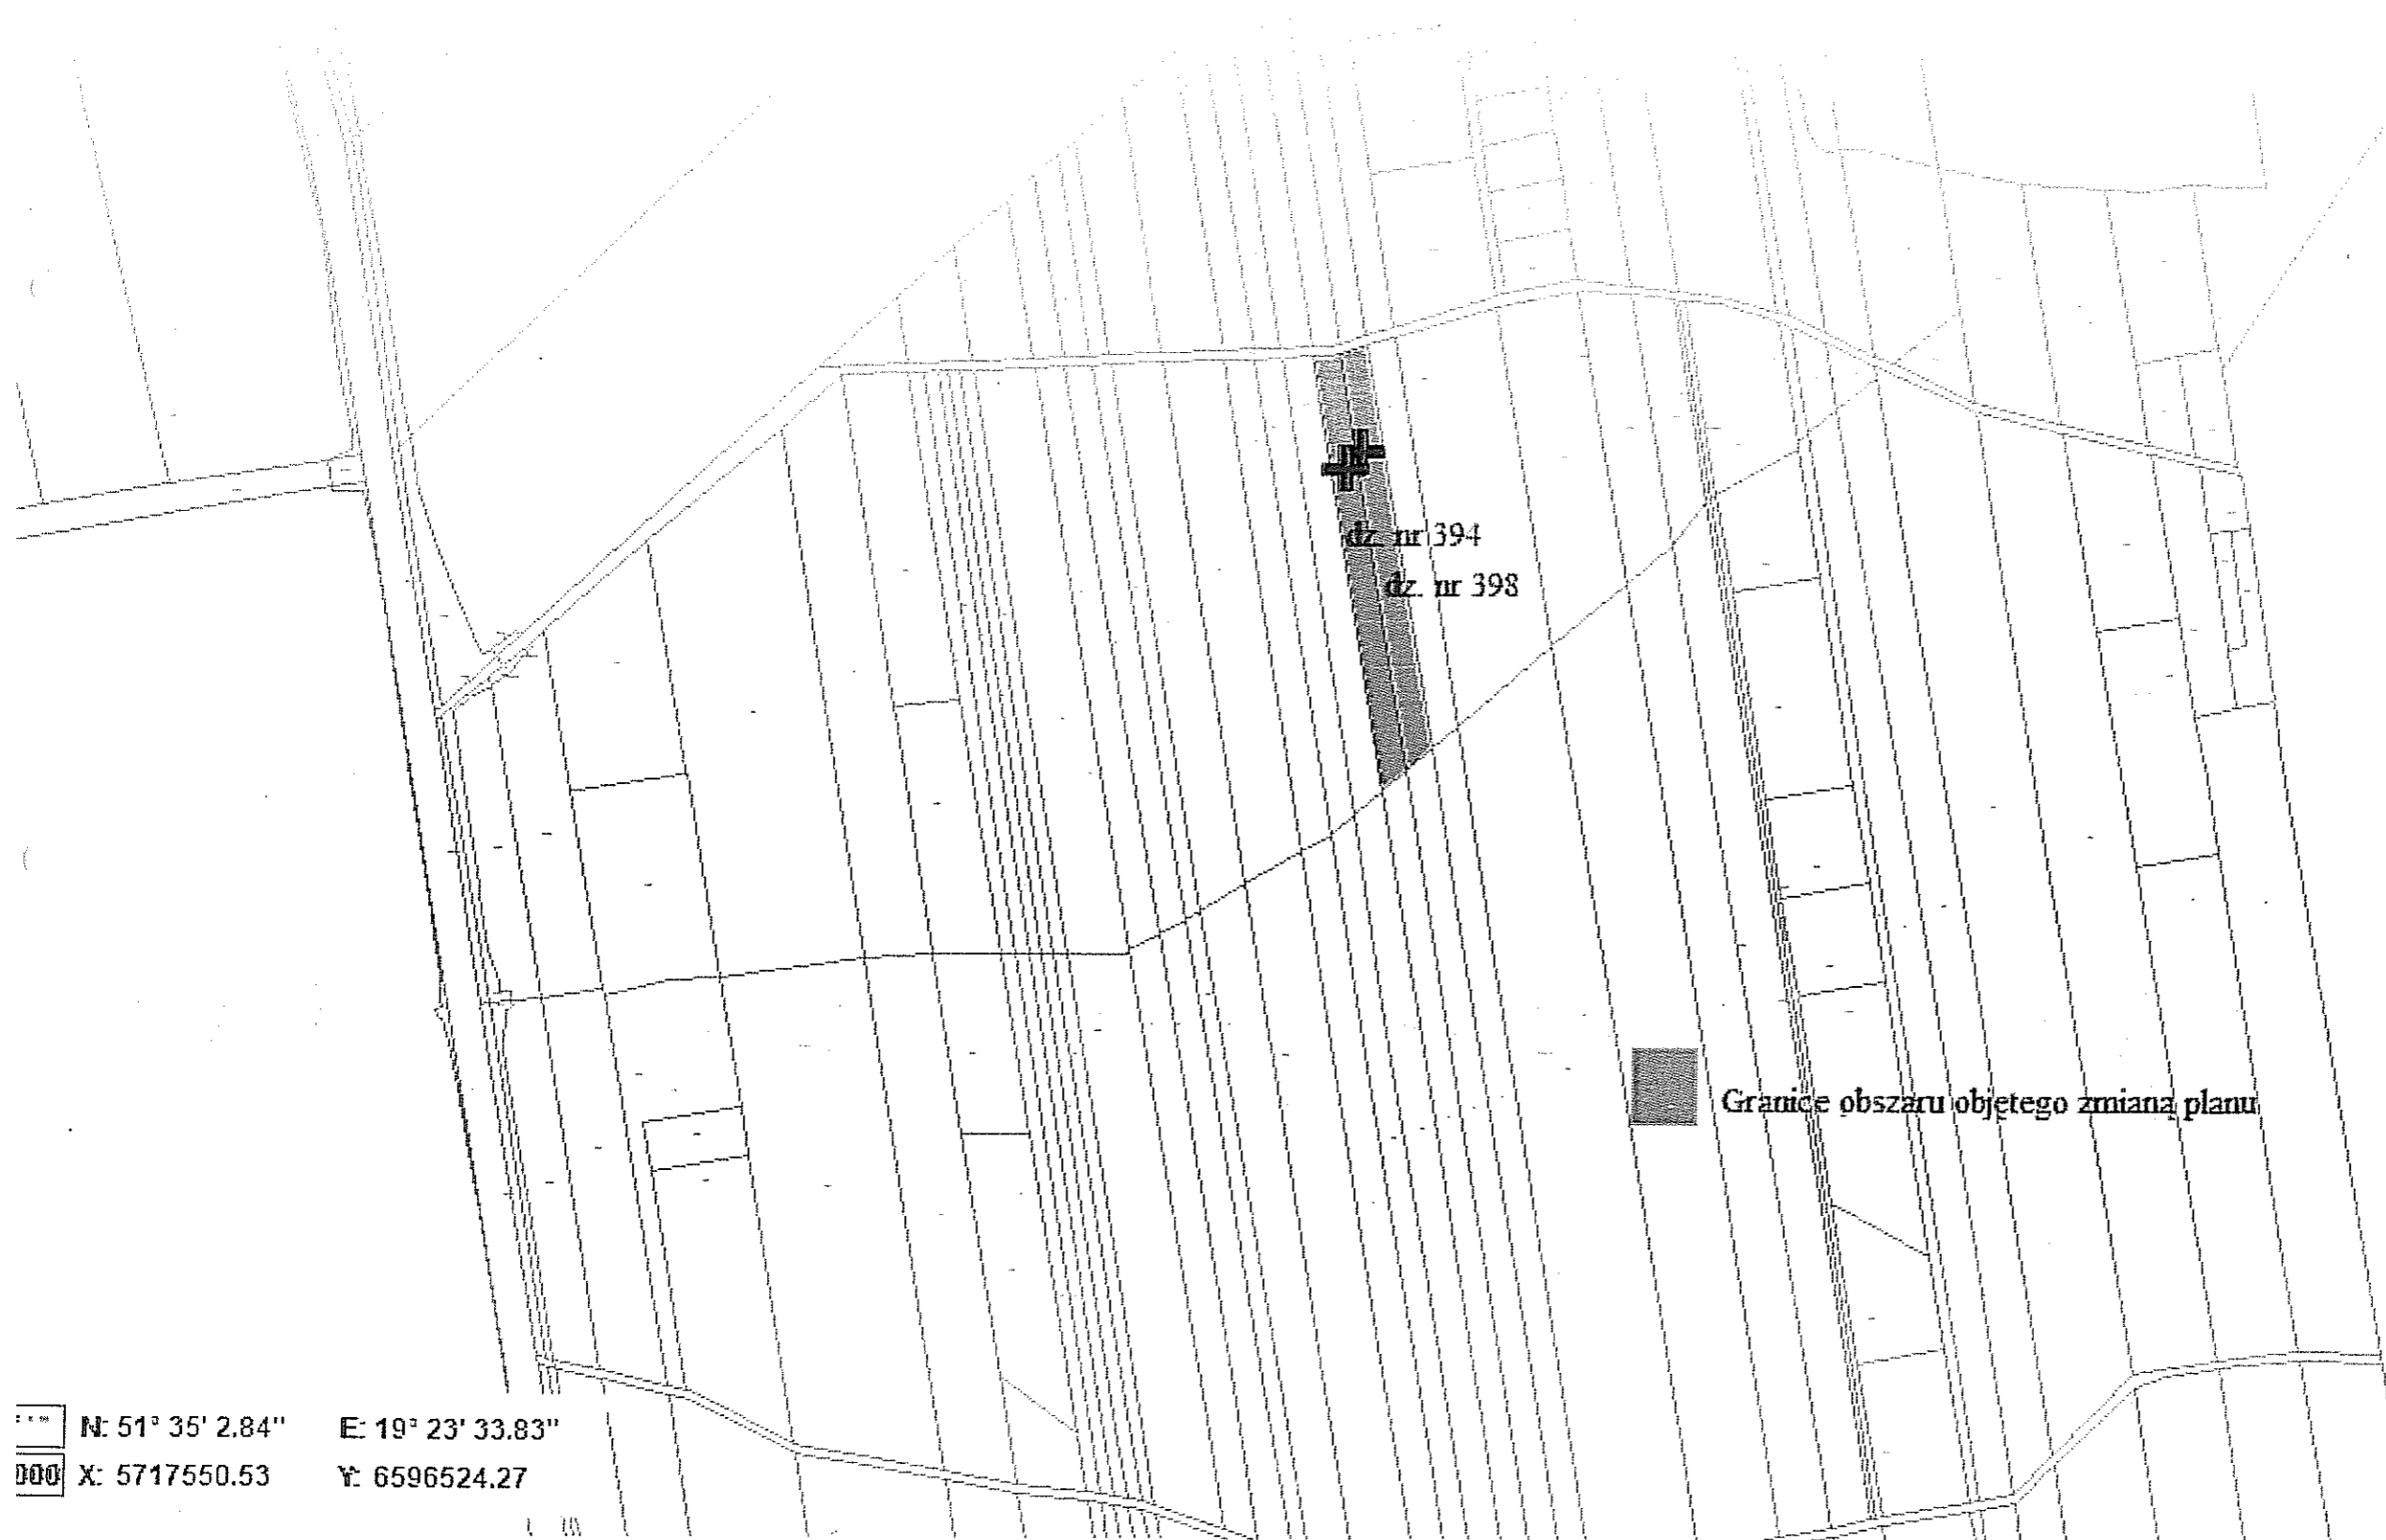 dz. nr 394
dz. nr 398
Granice obszaru objętego zmianą planu
N: 51° 35' 2.84" E: 19° 23' 33.83"
000 X: 5717550.53 Y: 6596524.27